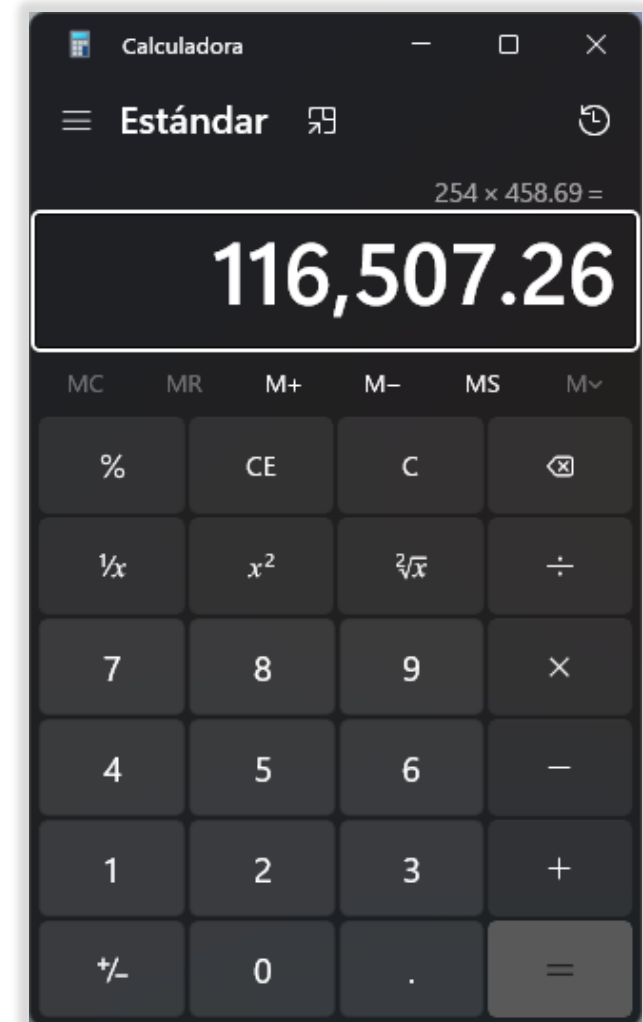 Calculadora
Estándar
254 × 458.69 =
116,507.26
MC MR M+ M− MS M
% CE C
¹/x x² ²√x ÷
7 8 9 ×
4 5 6 −
1 2 3 +
+/− 0 . =